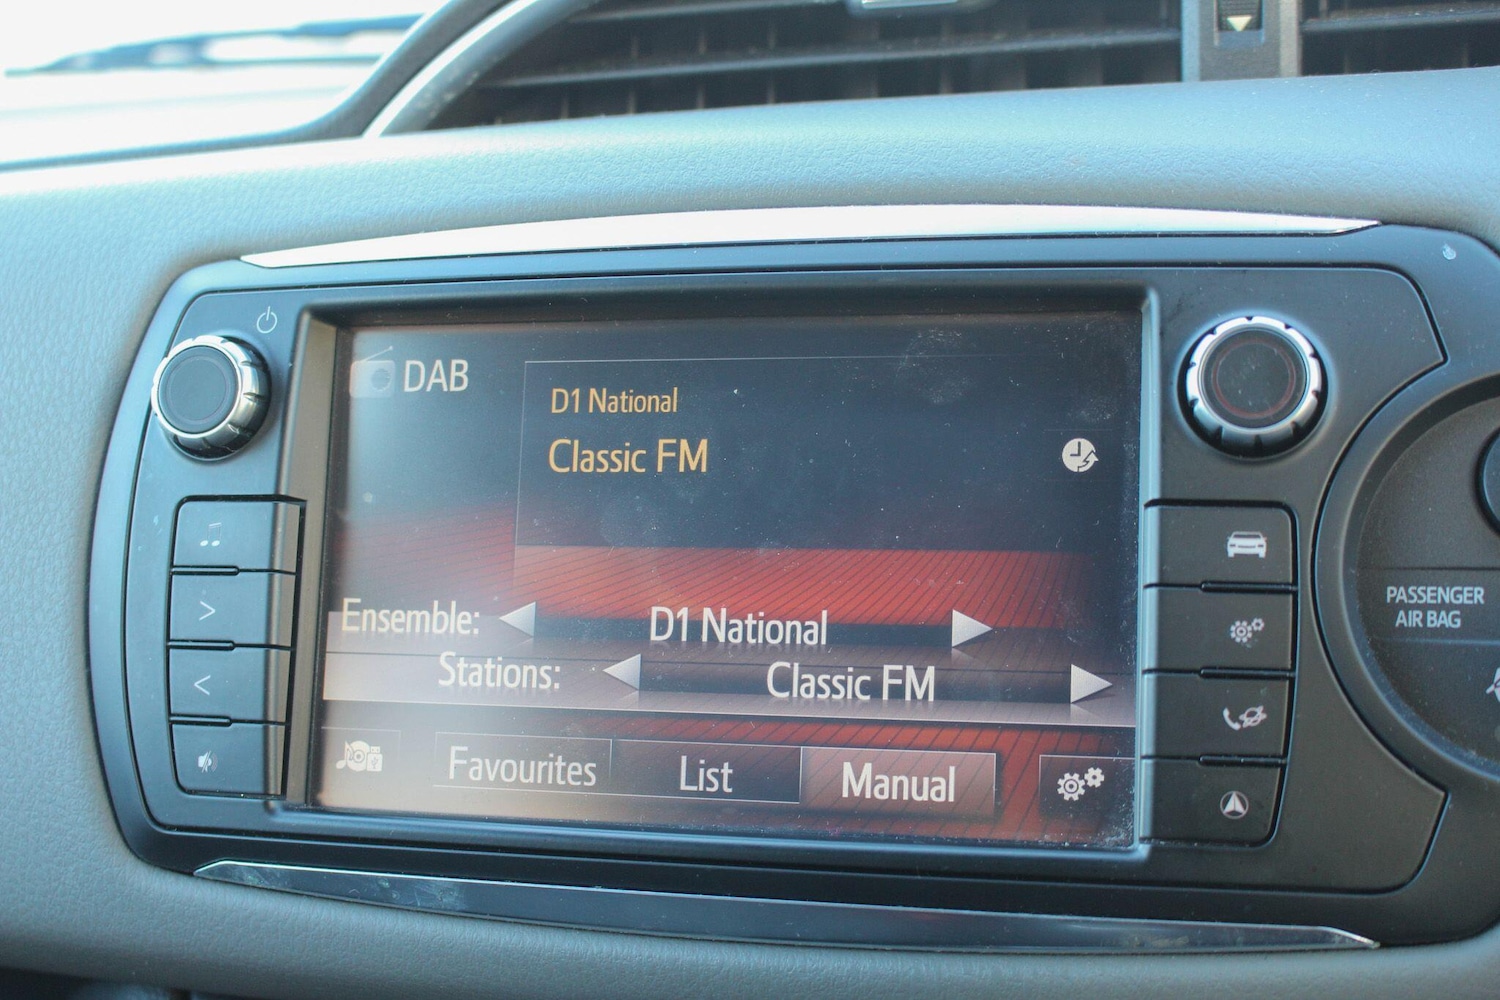 DAB
D1 National
Classic FM
Ensemble: D1 National
Stations: Classic FM
Favourites List Manual
PASSENGER
AIR BAG